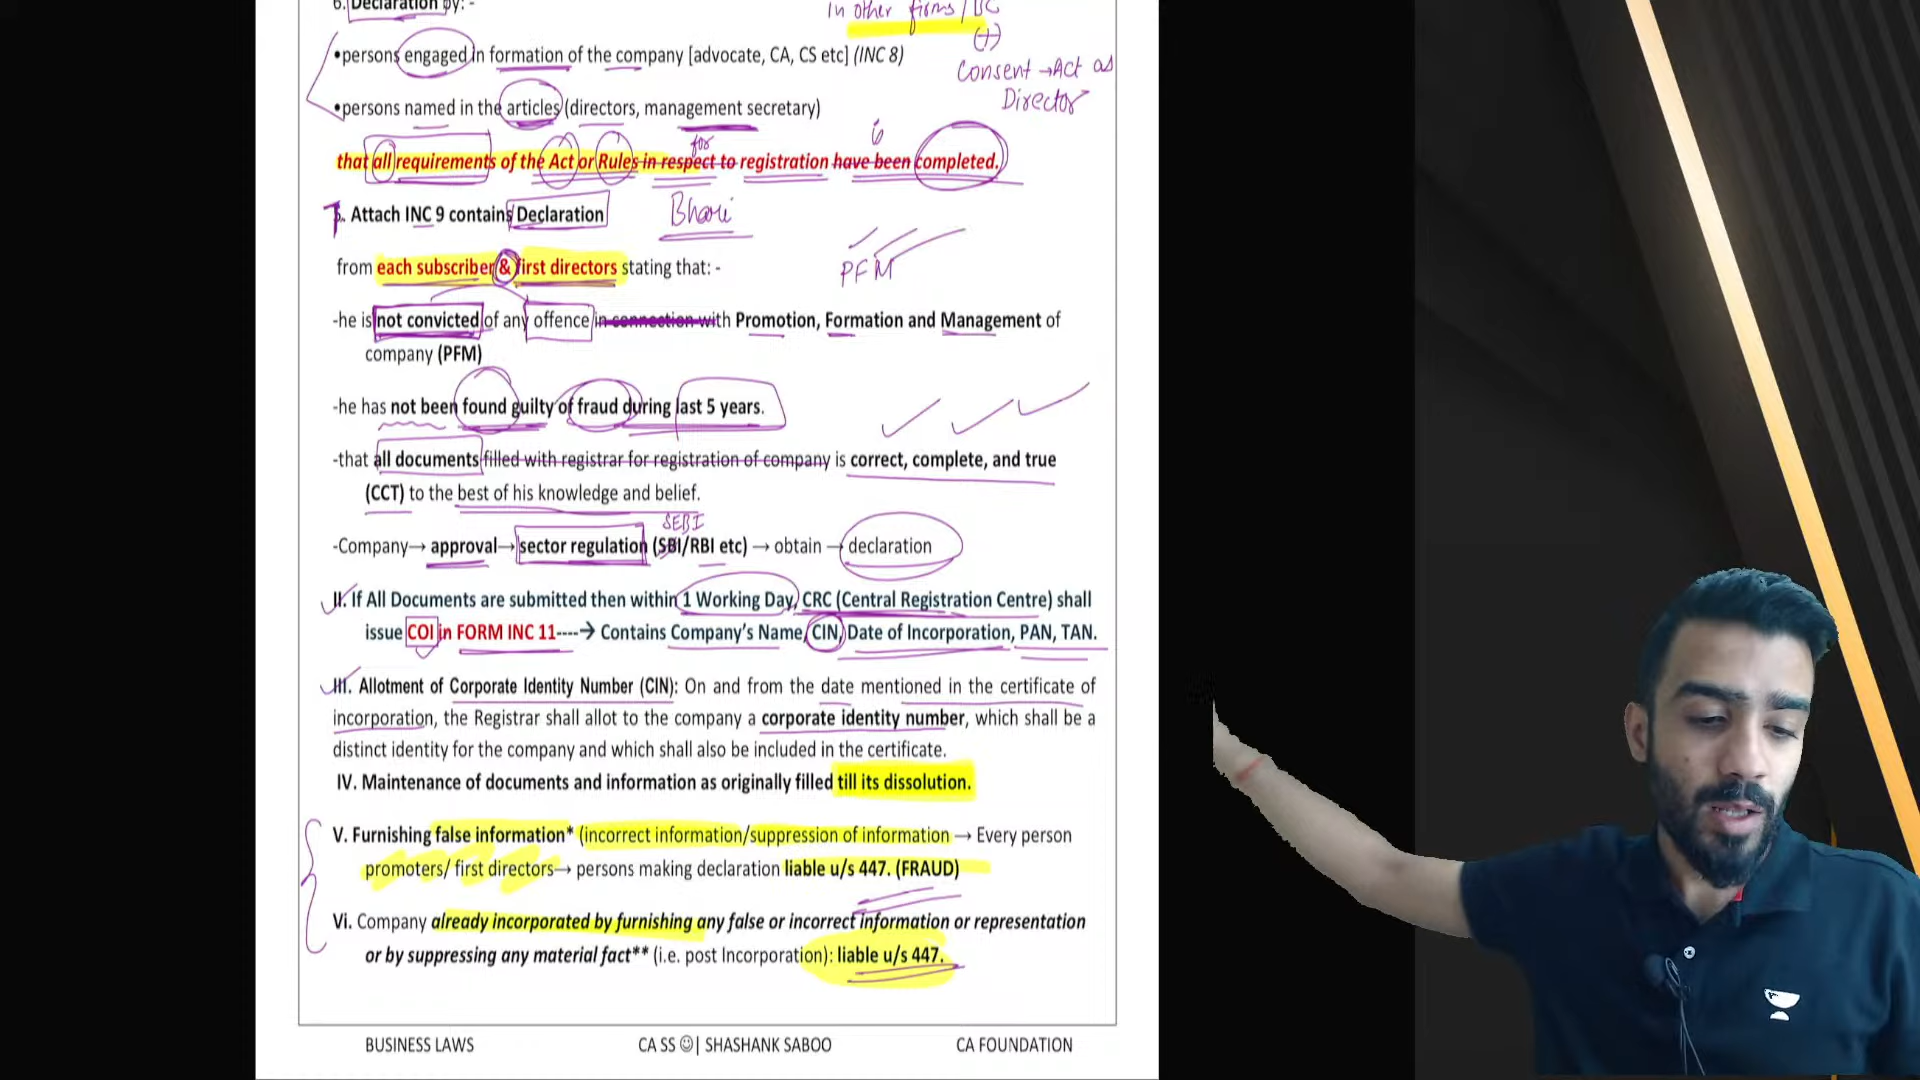 6. Declaration by: -
in other firms / BC
(+)
•persons engaged in formation of the company [advocate, CA, CS etc] (INC 8)
Consent → Act as
Director
•persons named in the articles (directors, management secretary)
for
is
that all requirements of the Act or Rules in respect to registration have been completed.
7. Attach INC 9 contains Declaration
Bhari
from each subscriber & first directors stating that: -
PFM
-he is not convicted of any offence in connection with Promotion, Formation and Management of
company (PFM)
-he has not been found guilty of fraud during last 5 years.
-that all documents filled with registrar for registration of company is correct, complete, and true
(CCT) to the best of his knowledge and belief.
SEBI
-Company→ approval→ sector regulation (SBI/RBI etc) → obtain → declaration
II. If All Documents are submitted then within 1 Working Day, CRC (Central Registration Centre) shall
issue COI in FORM INC 11----→ Contains Company's Name, CIN, Date of Incorporation, PAN, TAN.
III. Allotment of Corporate Identity Number (CIN): On and from the date mentioned in the certificate of
incorporation, the Registrar shall allot to the company a corporate identity number, which shall be a
distinct identity for the company and which shall also be included in the certificate.
IV. Maintenance of documents and information as originally filled till its dissolution.
V. Furnishing false information* (incorrect information/suppression of information → Every person
promoters/ first directors→ persons making declaration liable u/s 447. (FRAUD)
Vi. Company already incorporated by furnishing any false or incorrect information or representation
or by suppressing any material fact** (i.e. post Incorporation): liable u/s 447.
BUSINESS LAWS
CA SS ☺| SHASHANK SABOO
CA FOUNDATION